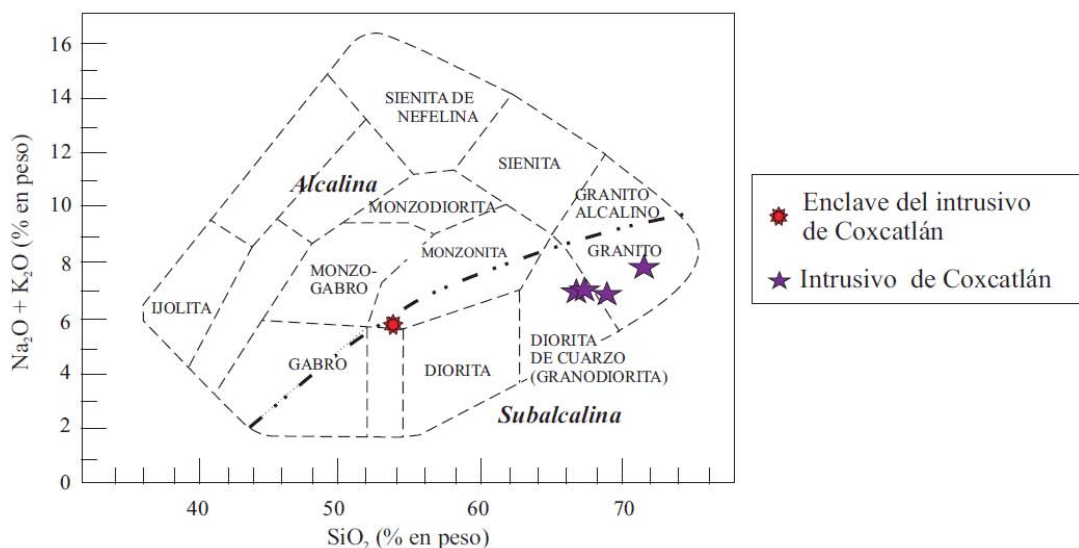 16
14
12
10
8
6
4
2
0
Na₂O + K₂O (% en peso)
SIENITA DE
NEFELINA
SIENITA
Alcalina
MONZODIORITA
GRANITO
ALCALINO
MONZONITA
GRANITO
MONZO-
GABRO
IJOLITA
GABRO
DIORITA
DIORITA
DE CUARZO
(GRANODIORITA)
Subalcalina
40
50
60
70
SiO₂ (% en peso)
Enclave del intrusivo
de Coxcatlán
Intrusivo de Coxcatlán